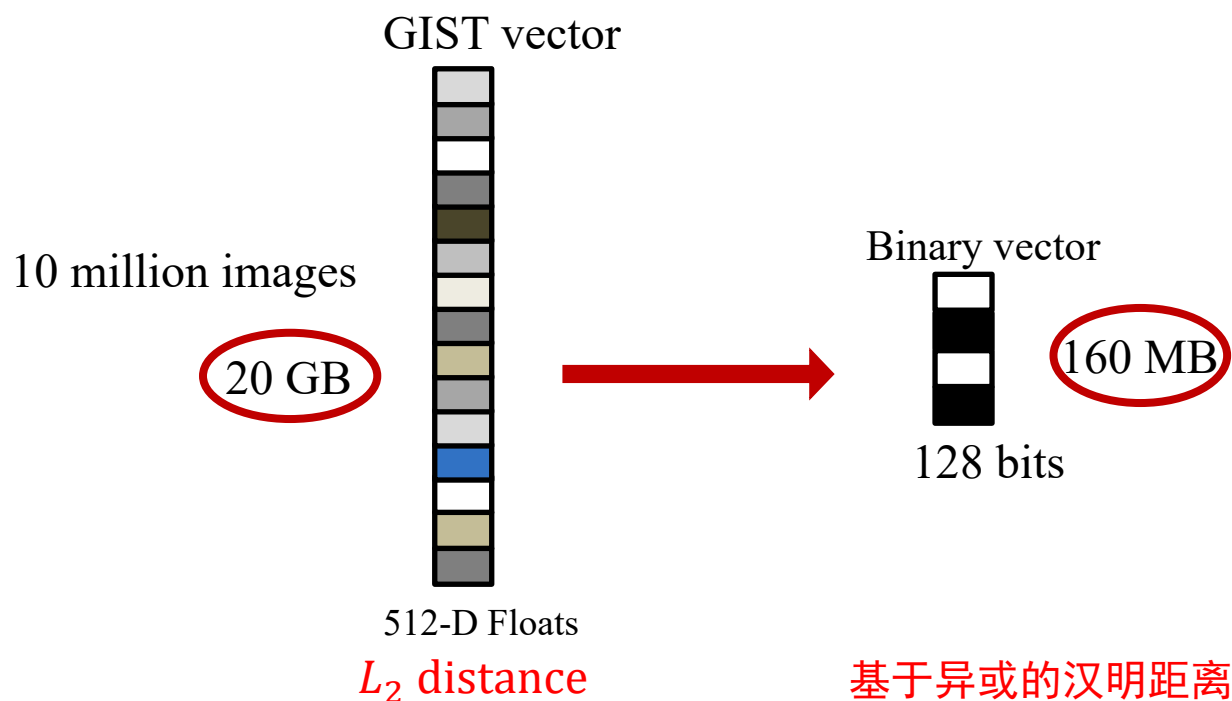 GIST vector
10 million images
20 GB
512-D Floats
L₂ distance
Binary vector
160 MB
128 bits
基于异或的汉明距离